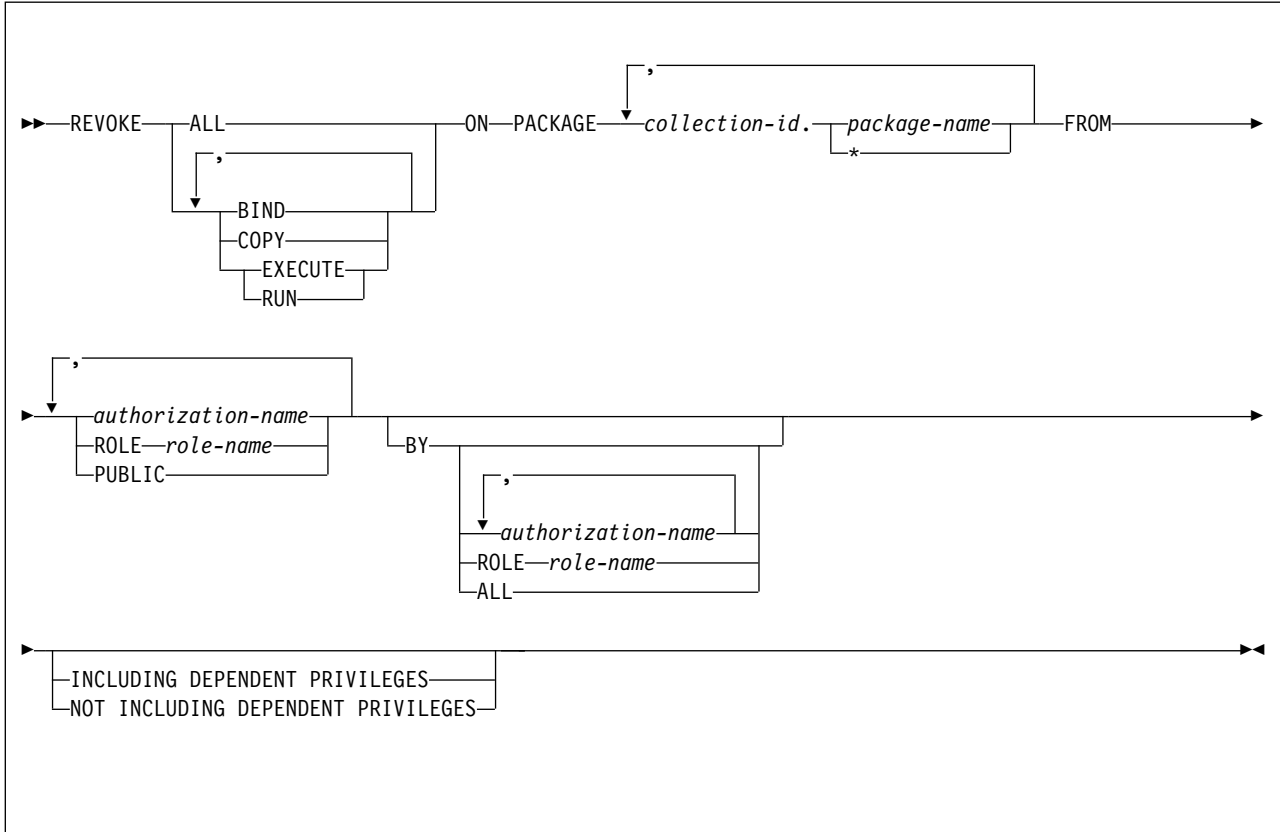 ,
REVOKE ALL ON PACKAGE collection-id. package-name FROM
, *
BIND
COPY
EXECUTE
RUN
,
authorization-name
ROLE role-name BY
PUBLIC ,
authorization-name
ROLE role-name
ALL
INCLUDING DEPENDENT PRIVILEGES
NOT INCLUDING DEPENDENT PRIVILEGES